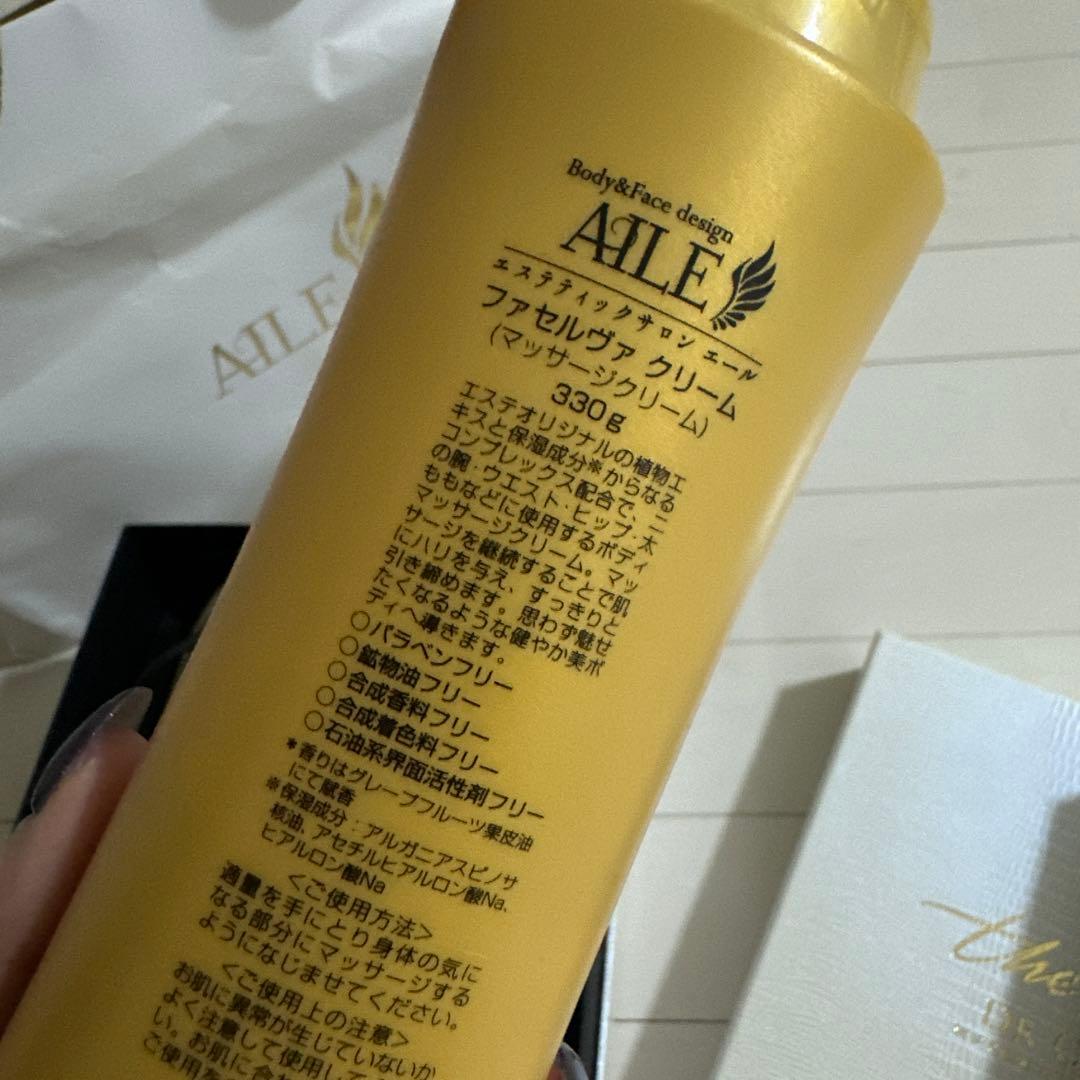 Body&Face design
AILE
エステティックサロン エール
ファセルヴァ クリーム
(マッサージクリーム)
330g
エステオリジナルの植物エ
キスと保湿成分※からなる
コンプレックス配合で、二
の腕・ウエスト・ヒップ・太
ももなどに使用するボディ
マッサージクリーム。マッ
サージを継続することで肌
にハリを与え、すっきりと
引き締めます。思わず魅せ
たくなるような健やか美ボ
ディへ導きます。
○パラベンフリー
○鉱物油フリー
○合成香料フリー
○合成着色料フリー
○石油系界面活性剤フリー
*香りはグレープフルーツ果皮油
にて賦香
※保湿成分：アルガニアスピノサ
核油、アセチルヒアルロン酸Na、
ヒアルロン酸Na
<ご使用方法>
適量を手にとり身体の気に
なる部分にマッサージする
ようになじませてください。
<ご使用上の注意>
お肌に異常が生じていないか
よく注意して使用して
い。お肌に合わ
ご使用を
AILE